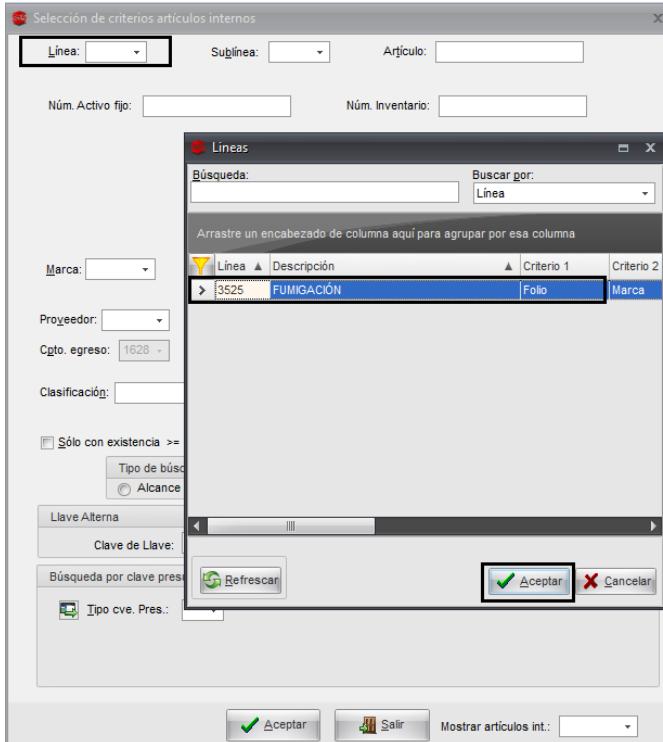 Selección de criterios artículos internos
Línea:
Sublínea:
Artículo:
Núm. Activo fijo:
Núm. Inventario:
Lineas
Búsqueda:
Buscar por:
Línea
Arrastre un encabezado de columna aquí para agrupar por esa columna
Línea Descripción Criterio 1 Criterio 2
3525 FUMIGACIÓN Folio Marca
Marca:
Proveedor:
Cpto. egreso: 1628
Clasificación:
Sólo con existencia >=
Tipo de búsq
Alcance
Llave Alterna
Clave de Llave:
Refrescar
Aceptar
Cancelar
Búsqueda por clave presu
Tipo cve. Pres.:
Aceptar
Salir
Mostrar artículos int.: